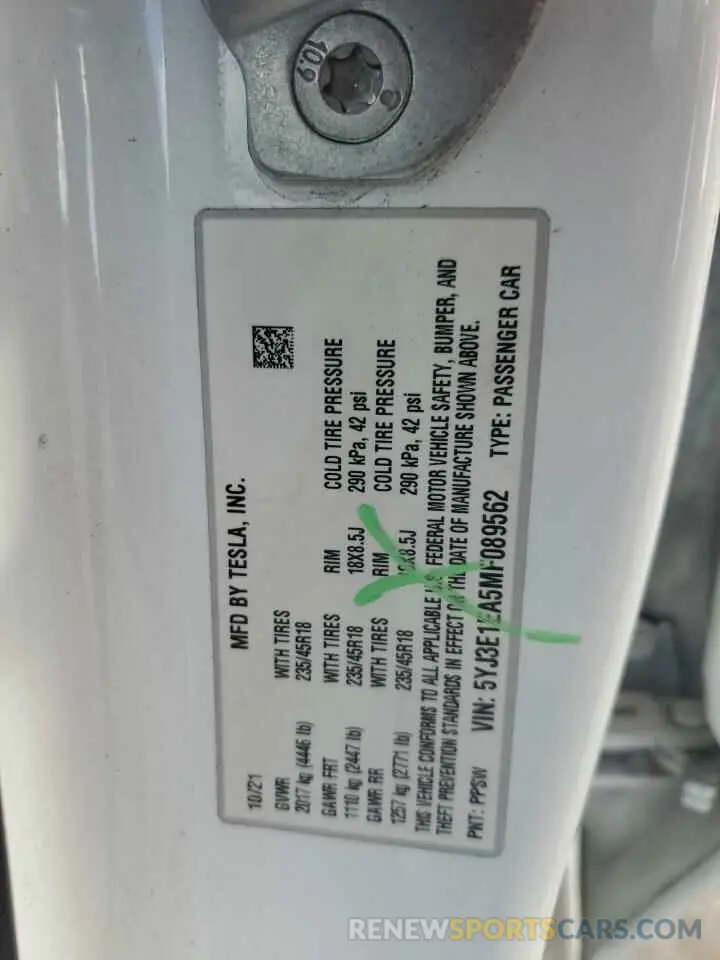 10.9
MFD BY TESLA, INC.
10/21
GVWR WITH TIRES
2017 kg (4446 lb) 235/45R18
GAWR FRT WITH TIRES RIM COLD TIRE PRESSURE
1110 kg (2447 lb) 235/45R18 18X8.5J 290 kPa, 42 psi
GAWR RR WITH TIRES RIM COLD TIRE PRESSURE
1257 kg (2771 lb) 235/45R18 18X8.5J 290 kPa, 42 psi
THIS VEHICLE CONFORMS TO ALL APPLICABLE U.S. FEDERAL MOTOR VEHICLE SAFETY, BUMPER, AND
THEFT PREVENTION STANDARDS IN EFFECT ON THE DATE OF MANUFACTURE SHOWN ABOVE.
PNT: PPSW VIN: 5YJ3E1EA5MF089562 TYPE: PASSENGER CAR
RENEWSPORTSCARS.COM